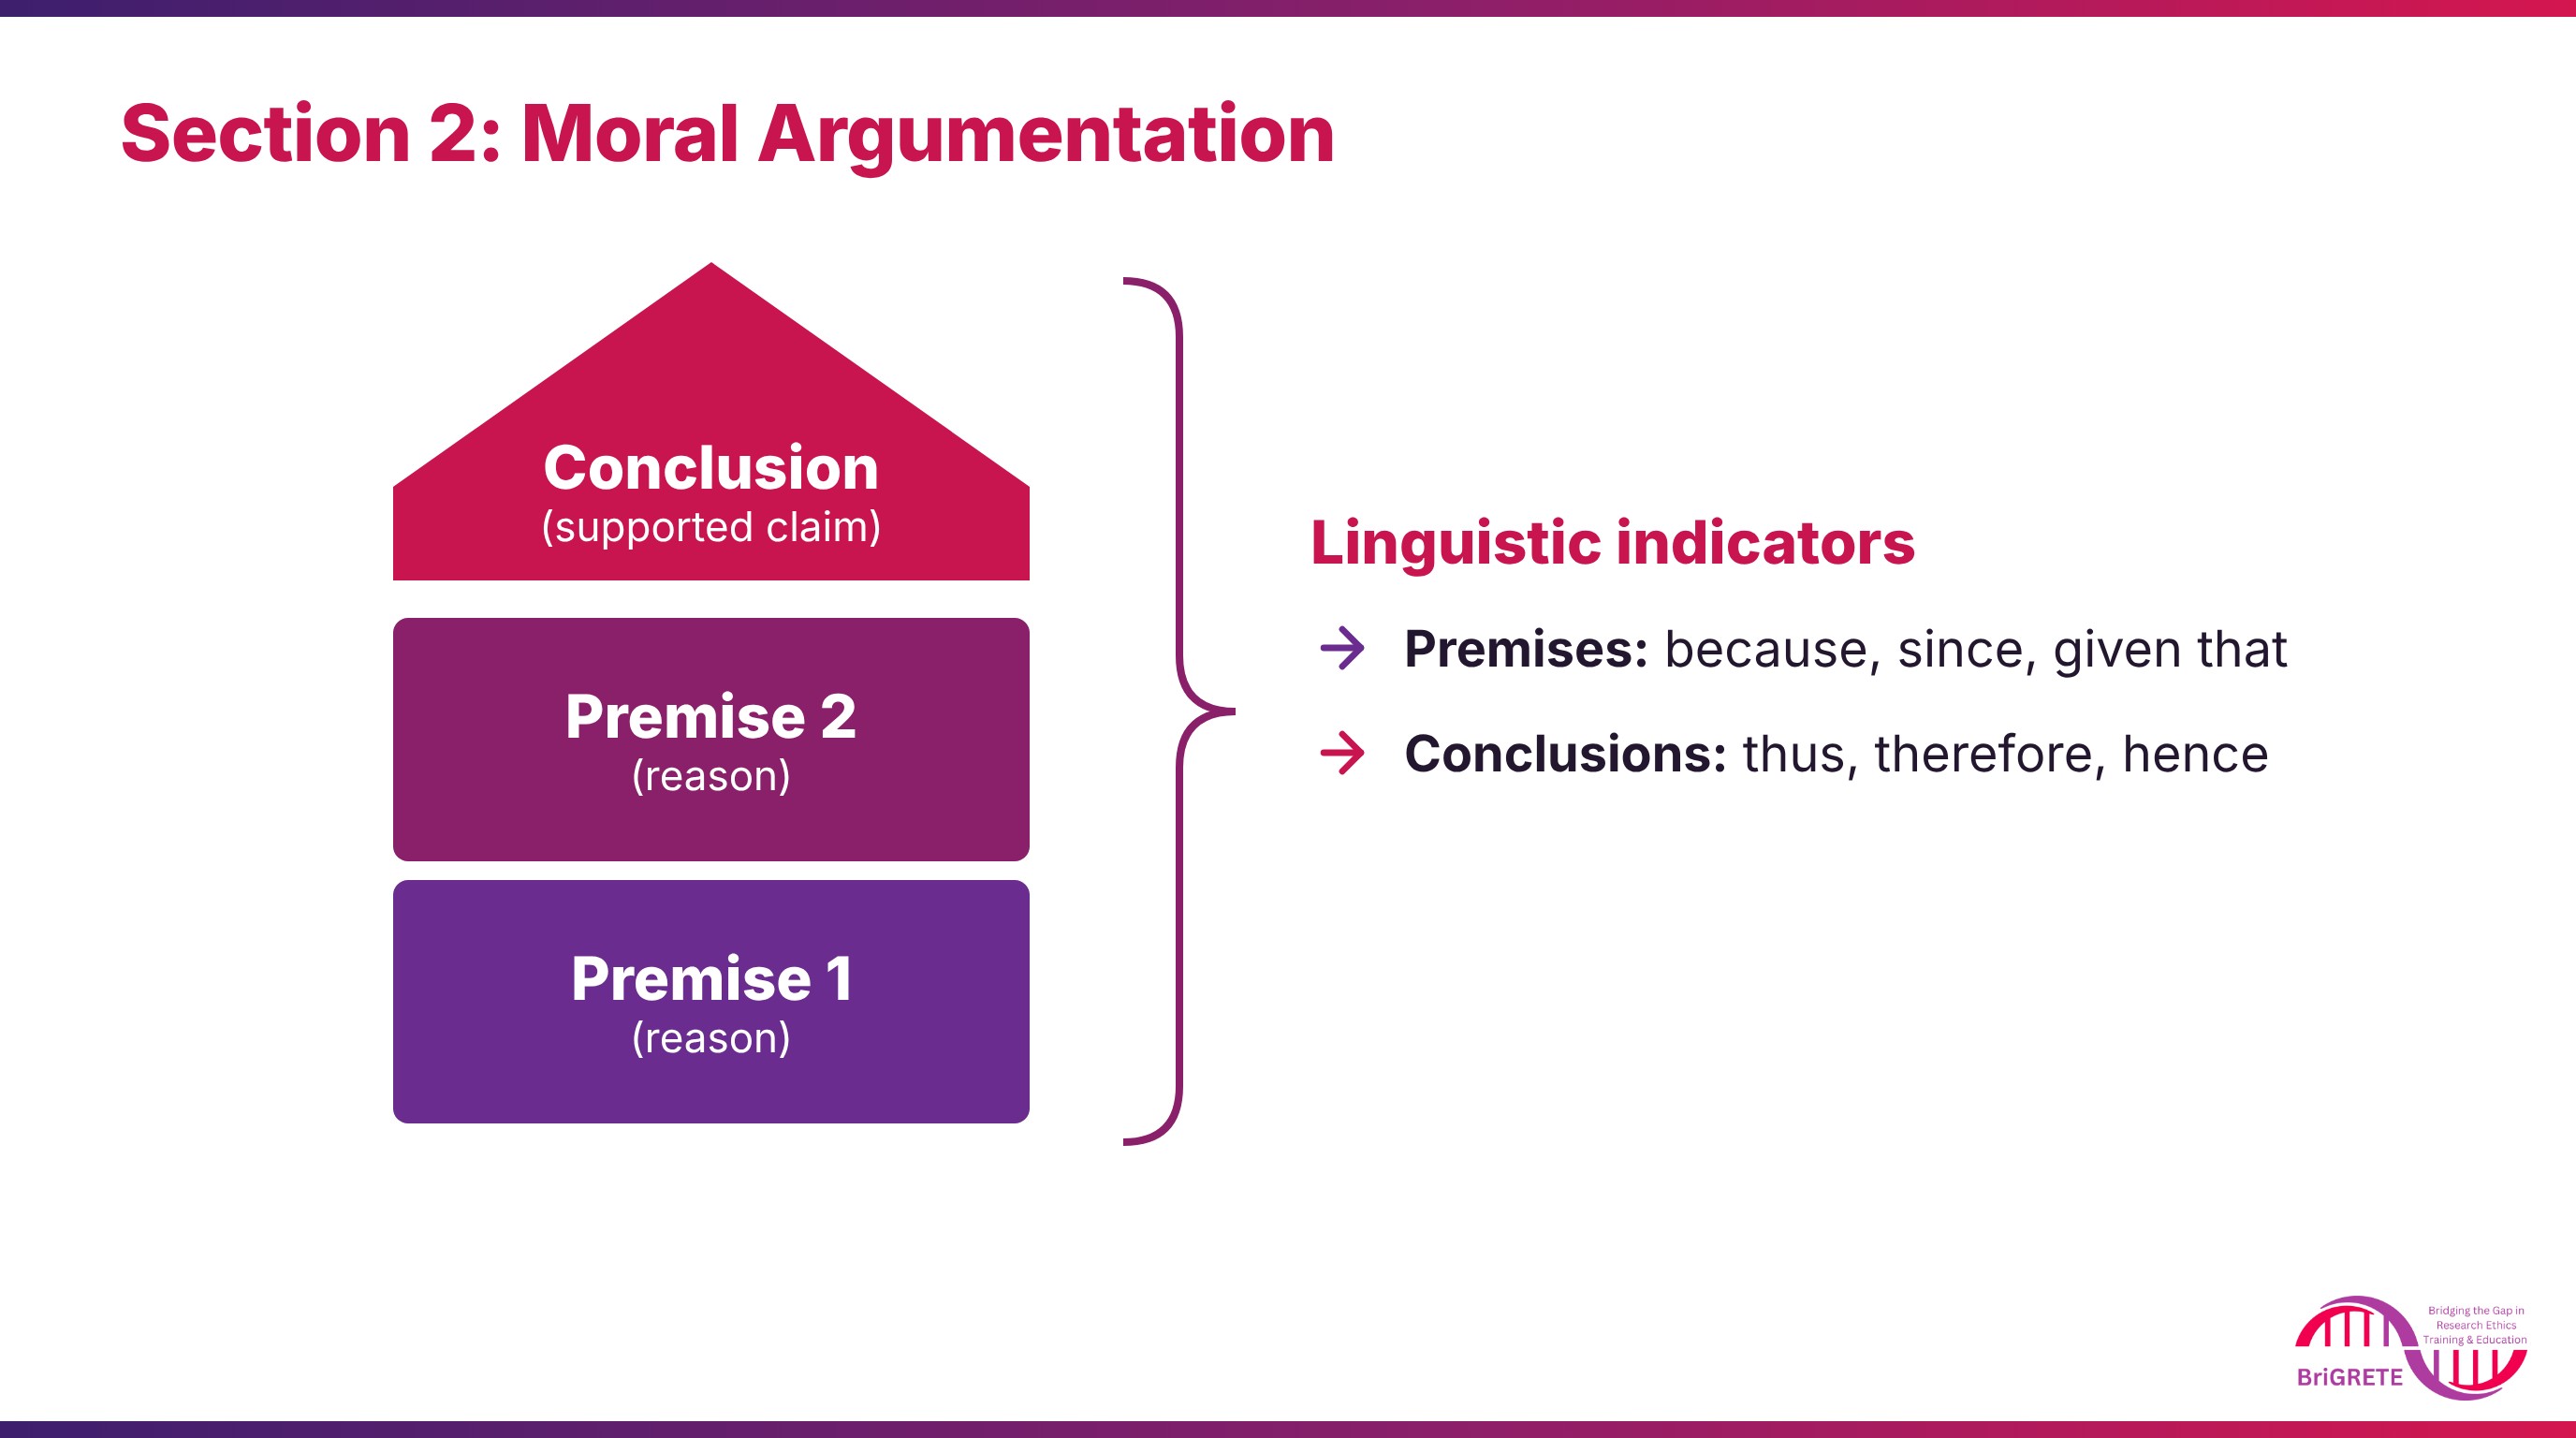 Section 2: Moral Argumentation
Conclusion
(supported claim)
Premise 2
(reason)
Premise 1
(reason)
Linguistic indicators
Premises: because, since, given that
Conclusions: thus, therefore, hence
Bridging the Gap in
Research Ethics
Training & Education
BriGRETE